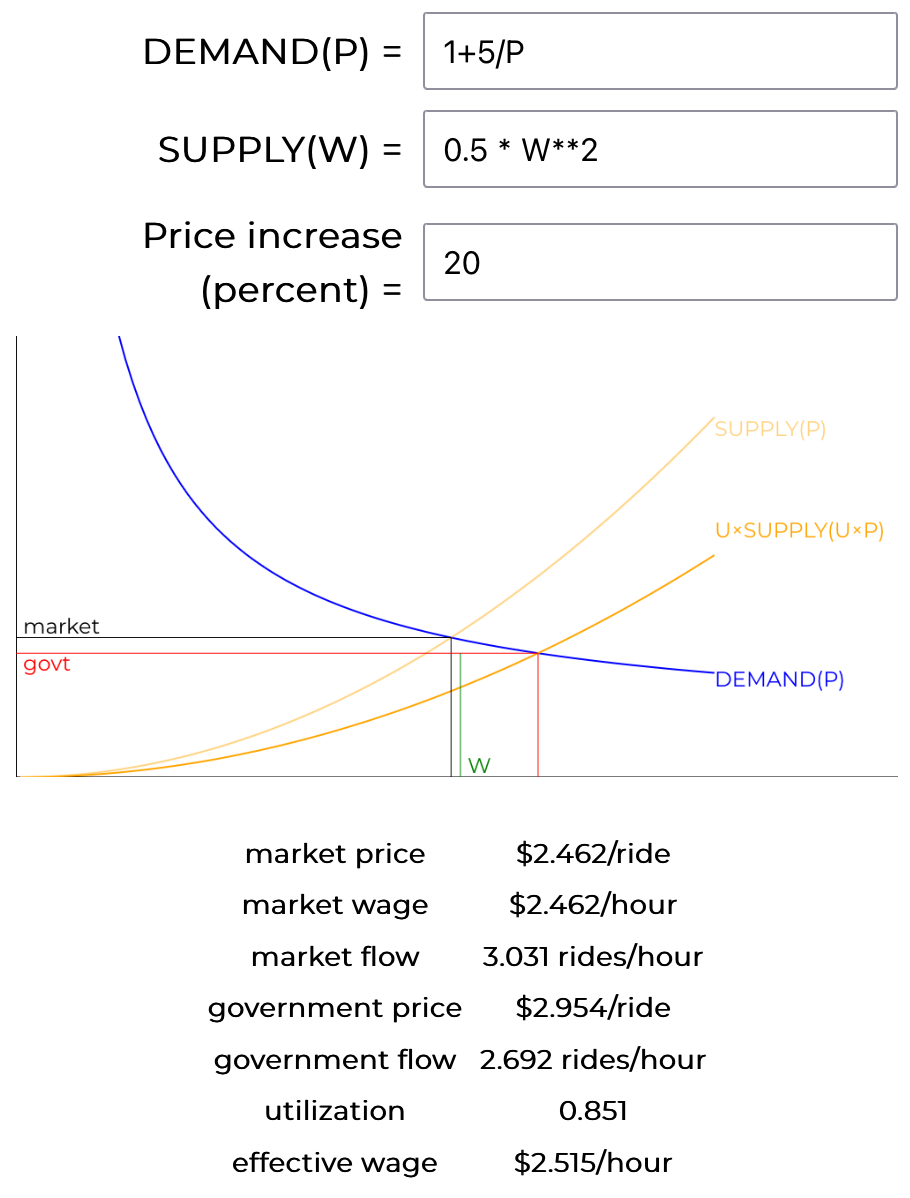 DEMAND(P) = 1+5/P
SUPPLY(W) = 0.5 * W**2
Price increase
(percent) = 20
SUPPLY(P)
U×SUPPLY(U×P)
market
govt
DEMAND(P)
W
market price $2.462/ride
market wage $2.462/hour
market flow 3.031 rides/hour
government price $2.954/ride
government flow 2.692 rides/hour
utilization 0.851
effective wage $2.515/hour